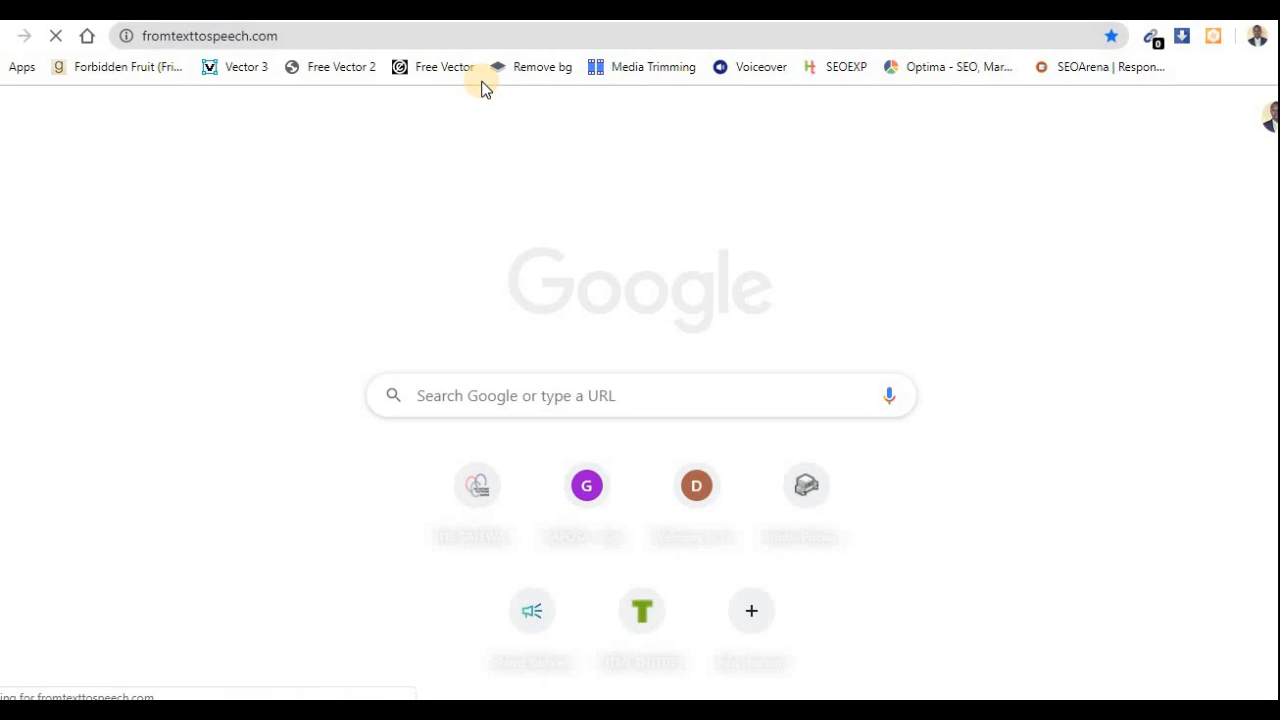 fromtexttospeech.com
0
Apps Forbidden Fruit (Fri... Vector 3 Free Vector 2 Free Vector Remove bg Media Trimming Voiceover SEOEXP Optima - SEO, Mar... SEOArena | Respon...
Google
Search Google or type a URL
G D
T
ing for fromtexttospeech.com